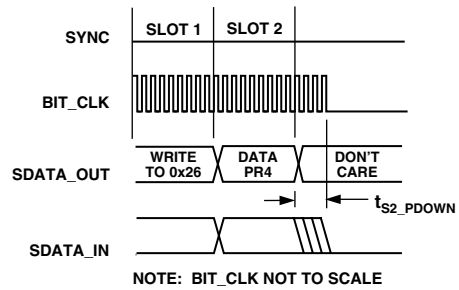 SYNC SLOT 1 SLOT 2
BIT_CLK
SDATA_OUT WRITE TO 0x26 DATA PR4 DON'T CARE
tS2_PDOWN
SDATA_IN
NOTE: BIT_CLK NOT TO SCALE